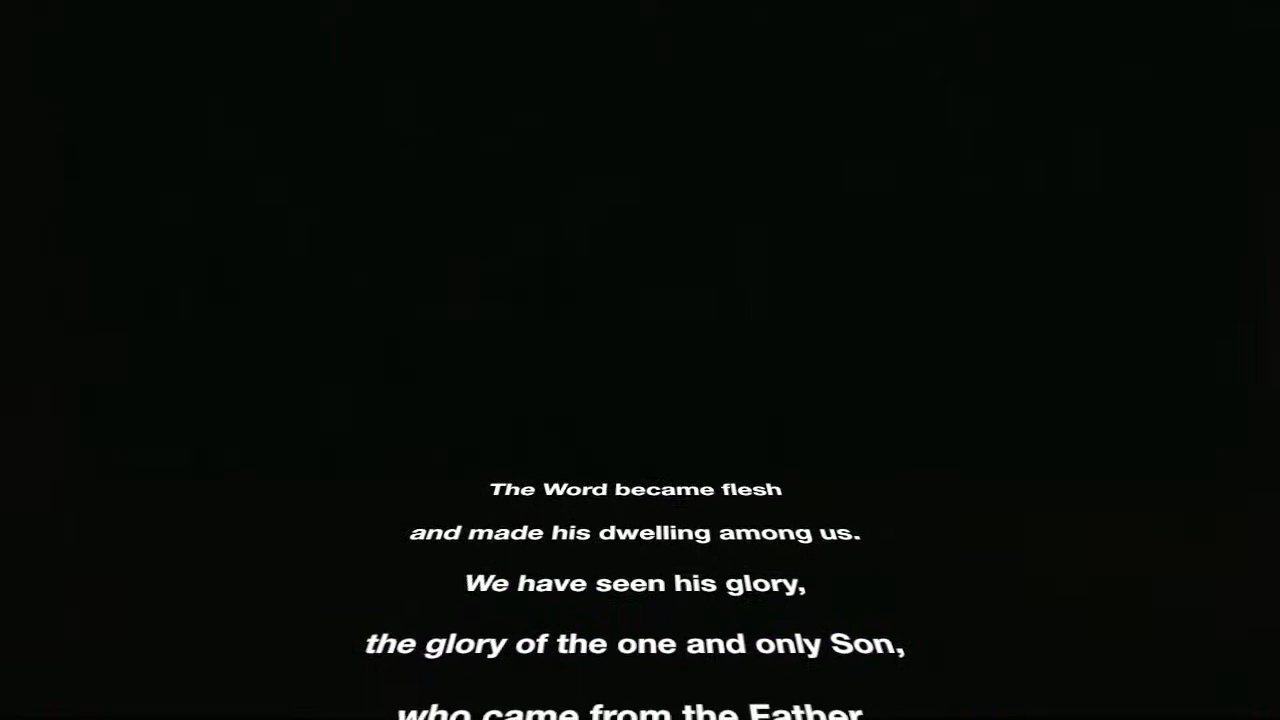 The Word became flesh
and made his dwelling among us.
We have seen his glory,
the glory of the one and only Son,
who came from the Father